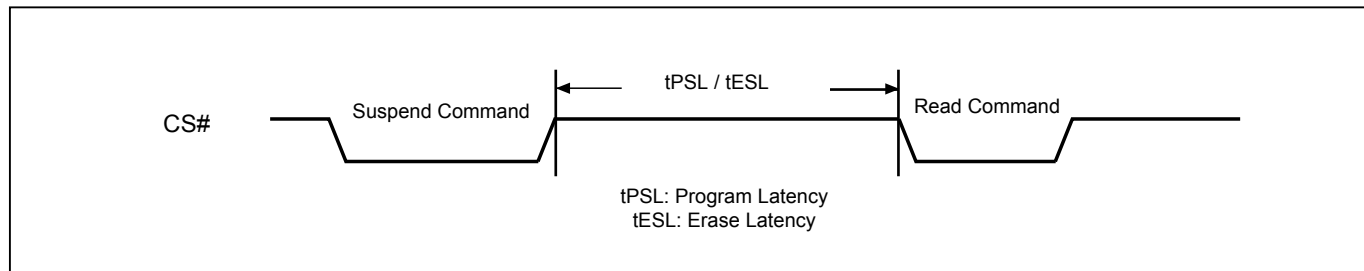 tPSL / tESL
Suspend Command
Read Command
CS#
tPSL: Program Latency
tESL: Erase Latency